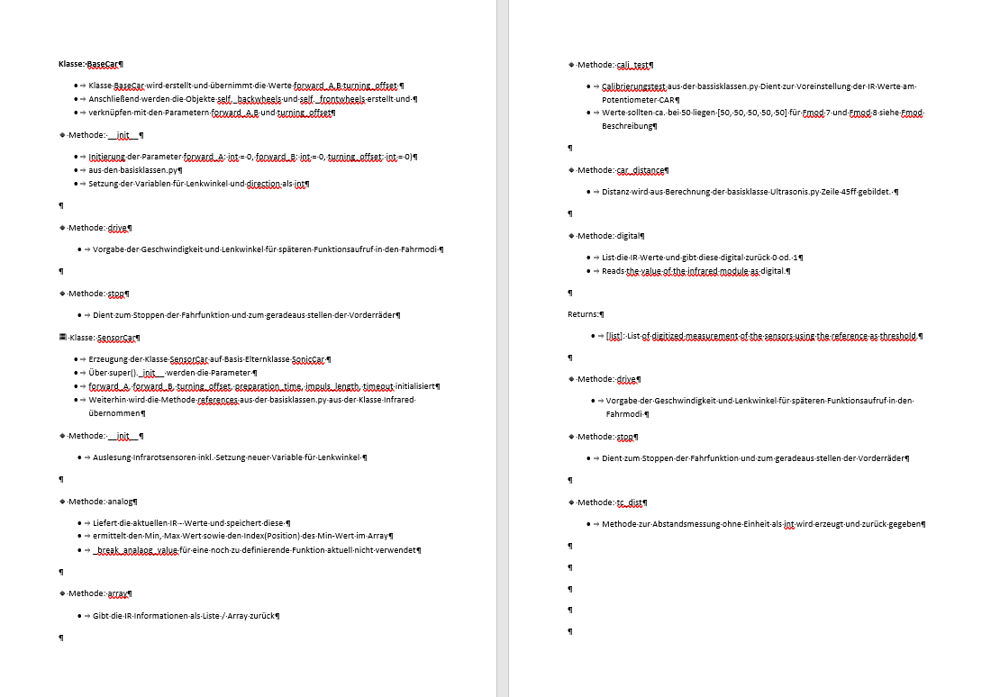 Klasse: BaseCar
Klasse BaseCar wird erstellt und übernimmt die Werte forward_A,B turning_offset
Anschließend werden die Objekte self._backwheels und self._frontwheels erstellt und
verknüpfen mit den Parametern forward_A,B und turning_offset
Methode: __init__
Initierung der Parameter forward_A: int = 0, forward_B: int = 0, turning_offset: int = 0)
aus den basisklassen.py
Setzung der Variablen für Lenkwinkel und direction als int
Methode: drive
Vorgabe der Geschwindigkeit und Lenkwinkel für späteren Funktionsaufruf in den Fahrmodi
Methode: stop
Dient zum Stoppen der Fahrfunktion und zum geradeaus stellen der Vorderräder
Klasse: SensorCar
Erzeugung der Klasse SensorCar auf Basis Elternklasse SonicCar
Über super().__init__ werden die Parameter
forward_A, forward_B, turning_offset, preparation_time, impuls_length, timeout initialisiert
Weiterhin wird die Methode references aus der basisklassen.py aus der Klasse Infrared
übernommen
Methode: __init__
Auslesung Infrarotsensoren inkl. Setzung neuer Variable für Lenkwinkel
Methode: analog
Liefert die aktuellen IR – Werte und speichert diese
ermittelt den Min, Max Wert sowie den Index(Position) des Min Wert im Array
_break_analaog_value für eine noch zu definierende Funktion aktuell nicht verwendet
Methode: array
Gibt die IR Informationen als Liste / Array zurück
Methode: cali_test
Calibrierungstest aus der bassisklassen.py Dient zur Voreinstellung der IR Werte am
Potentiometer CAR
Werte sollten ca. bei 50 liegen [50, 50, 50, 50, 50] für Fmod 7 und Fmod 8 siehe Fmod
Beschreibung
Methode: car_distance
Distanz wird aus Berechnung der basisklasse Ultrasonis.py Zeile 45ff gebildet.
Methode: digital
List die IR Werte und gibt diese digital zurück 0 od. 1
Reads the value of the infrared module as digital.
Returns:
[list]: List of digitized measurement of the sensors using the reference as threshold.
Methode: drive
Vorgabe der Geschwindigkeit und Lenkwinkel für späteren Funktionsaufruf in den
Fahrmodi
Methode: stop
Dient zum Stoppen der Fahrfunktion und zum geradeaus stellen der Vorderräder
Methode: tc_dist
Methode zur Abstandsmessung ohne Einheit als int wird erzeugt und zurück gegeben